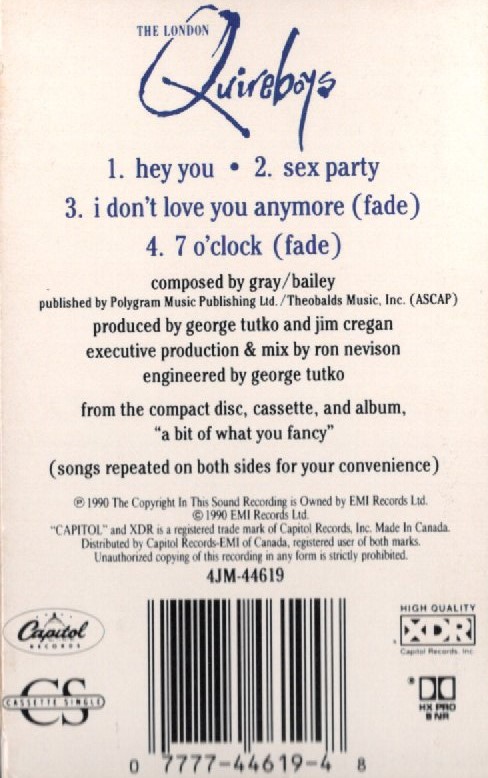 THE LONDON
Quireboys
1. hey you • 2. sex party
3. i don't love you anymore (fade)
4. 7 o'clock (fade)
composed by gray/bailey
published by Polygram Music Publishing Ltd./Theobalds Music, Inc. (ASCAP)
produced by george tutko and jim cregan
executive production & mix by ron nevison
engineered by george tutko
from the compact disc, cassette, and album,
“a bit of what you fancy”
(songs repeated on both sides for your convenience)
℗ 1990 The Copyright In This Sound Recording is Owned by EMI Records Ltd.
© 1990 EMI Records Ltd.
"CAPITOL" and XDR is a registered trade mark of Capitol Records, Inc. Made In Canada.
Distributed by Capitol Records-EMI of Canada, registered user of both marks.
Unauthorized copying of this recording in any form is strictly prohibited.
4JM-44619
Capitol
RECORDS
CS
CASSETTE SINGLE
HIGH QUALITY
XDR
Capitol Records, Inc
HX PRO
B NR
0 7777-44619-4 8